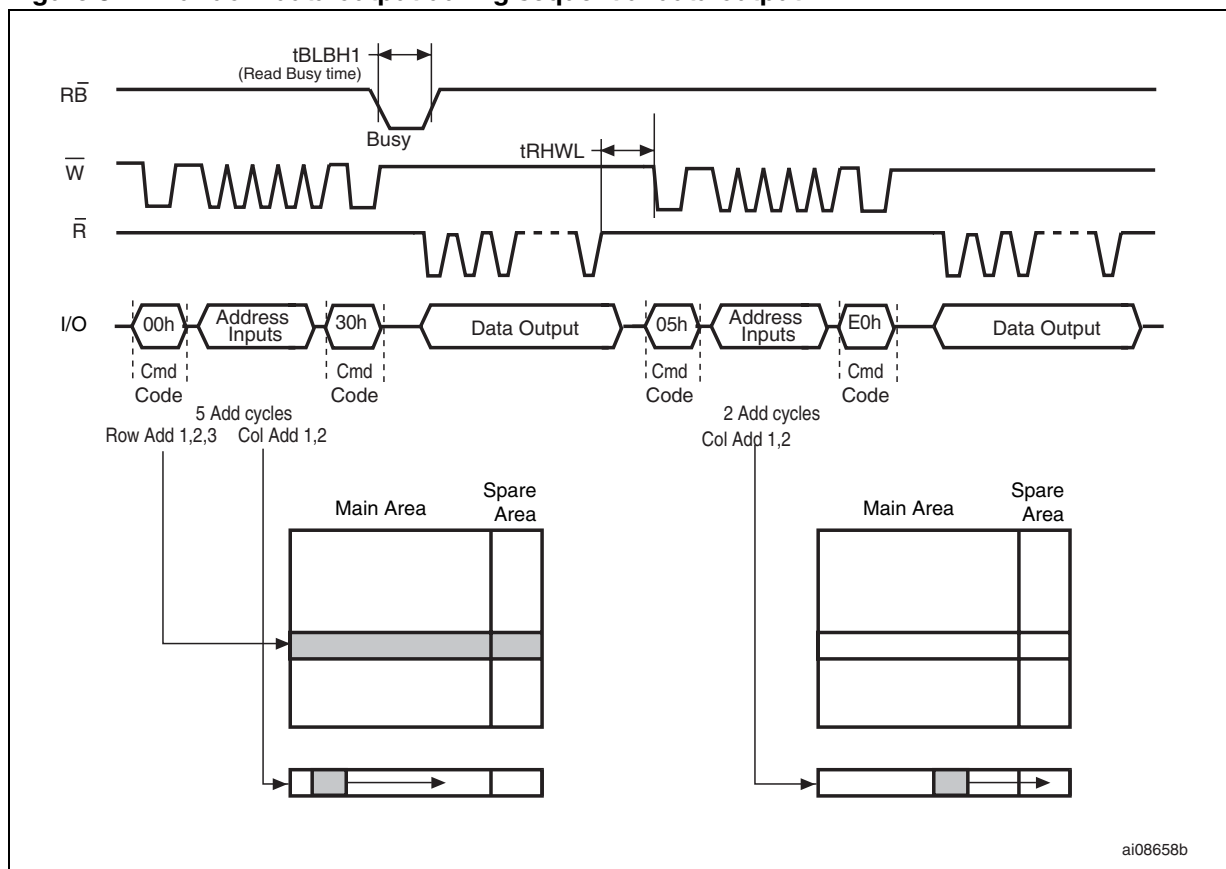 tBLBH1
(Read Busy time)
RB̅
Busy
tRHWL
W̅
R̅
I/O
00h
Address
Inputs
30h
Data Output
05h
Address
Inputs
E0h
Data Output
Cmd
Code
Cmd
Code
Cmd
Code
Cmd
Code
5 Add cycles
Row Add 1,2,3
Col Add 1,2
2 Add cycles
Col Add 1,2
Main Area
Spare
Area
Main Area
Spare
Area
ai08658b